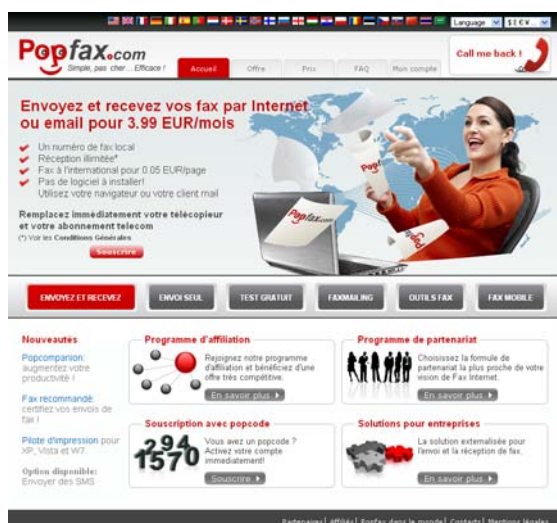 Language
$ £ € ¥ ...
Popfax.com
Simple, pas cher ... Efficace !
Call me back !
Accueil
Offre
Prix
FAQ
Mon compte
Envoyez et recevez vos fax par Internet
ou email pour 3.99 EUR/mois
Un numéro de fax local
Réception illimitée*
Fax à l'international pour 0.05 EUR/page
Pas de logiciel à installer!
Utilisez votre navigateur ou votre client mail
Remplacez immédiatement votre télécopieur
et votre abonnement telecom
(*) Voir les Conditions Générales
Souscrire
Popfax
Popfax.com
Popfax
ENVOYEZ ET RECEVEZ
ENVOI SEUL
TEST GRATUIT
FAXMAILING
OUTILS FAX
FAX MOBILE
Nouveautés
Popcompanion:
augmentez votre
productivité !
Fax recommandé:
certifiez vos envois de
fax !
Pilote d'impression pour
XP, Vista et W7.
Option disponible:
Envoyer des SMS
Programme d'affiliation
Rejoignez notre programme
d'affiliation et bénéficiez d'une
offre très compétitive.
En savoir plus
Programme de partenariat
Choisissez la formule de
partenariat la plus proche de votre
vision de Fax Internet.
En savoir plus
Souscription avec popcode
294
1570
Vous avez un popcode ?
Activez votre compte
immediatement!
Souscrire
Solutions pour entreprises
La solution externalisée pour
l'envoi et la réception de fax.
En savoir plus
Partenaires| Affiliés| Popfax dans le monde| Contacts| Mentions légales